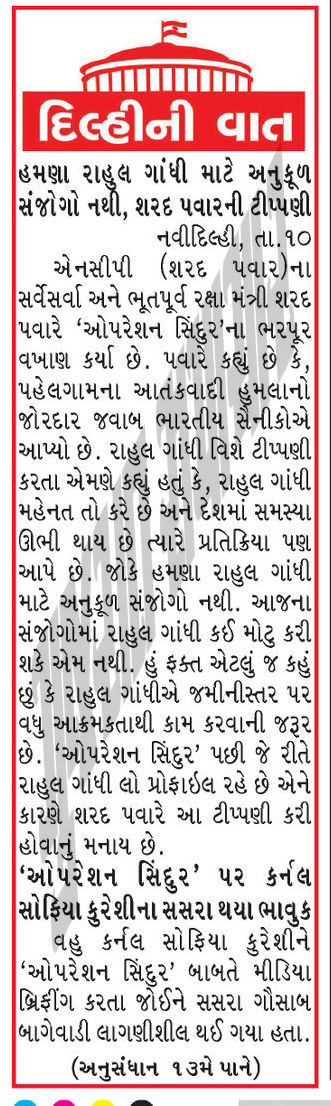 દિલ્હીની વાત
હમણા રાહુલ ગાંધી માટે અનુકૂળ
સંજોગો નથી, શરદ પવારની ટીપ્પણી
નવીદિલ્હી, તા.૧૦
એનસીપી (શરદ પવાર)ના
સર્વેસર્વા અને ભૂતપૂર્વ રક્ષા મંત્રી શરદ
પવારે ‘ઓપરેશન સિંદુર’ના ભરપૂર
વખાણ કર્યા છે. પવારે કહ્યું છે કે,
પહેલગામના આતંકવાદી હુમલાનો
જોરદાર જવાબ ભારતીય સૈનીકોએ
આપ્યો છે. રાહુલ ગાંધી વિશે ટીપ્પણી
કરતા એમણે કહ્યું હતું કે, રાહુલ ગાંધી
મહેનત તો કરે છે અને દેશમાં સમસ્યા
ઊભી થાય છે ત્યારે પ્રતિક્રિયા પણ
આપે છે. જોકે હમણા રાહુલ ગાંધી
માટે અનુકૂળ સંજોગો નથી. આજના
સંજોગોમાં રાહુલ ગાંધી કઈ મોટુ કરી
શકે એમ નથી. હું ફક્ત એટલું જ કહું
છું કે રાહુલ ગાંધીએ જમીનીસ્તર પર
વધુ આક્રમકતાથી કામ કરવાની જરૂર
છે. ‘ઓપરેશન સિંદુર’ પછી જે રીતે
રાહુલ ગાંધી લો પ્રોફાઇલ રહે છે એને
કારણે શરદ પવારે આ ટીપ્પણી કરી
હોવાનું મનાય છે.
‘ઓપરેશન સિંદુર’ પર કર્નલ
સોફિયા કુરેશીના સસરા થયા ભાવુક
વહુ કર્નલ સોફિયા કુરેશીને
‘ઓપરેશન સિંદુર’ બાબતે મીડિયા
બ્રિફીંગ કરતા જોઈને સસરા ગૌસાબ
બાગેવાડી લાગણીશીલ થઈ ગયા હતા.
(અનુસંધાન ૧૩મે પાને)